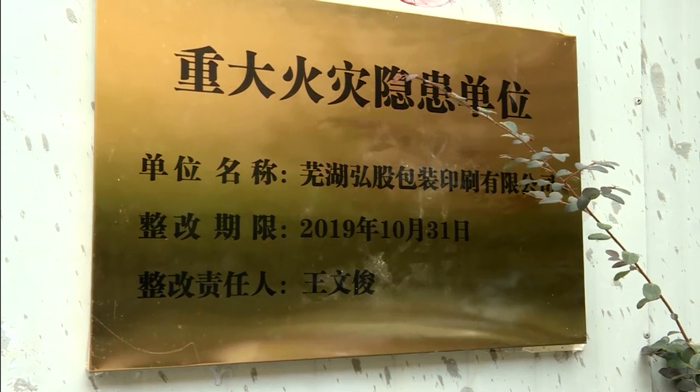 重大火灾隐患单位
单位名称：芜湖弘股包装印刷有限公司
整改期限：2019年10月31日
整改责任人：王文俊